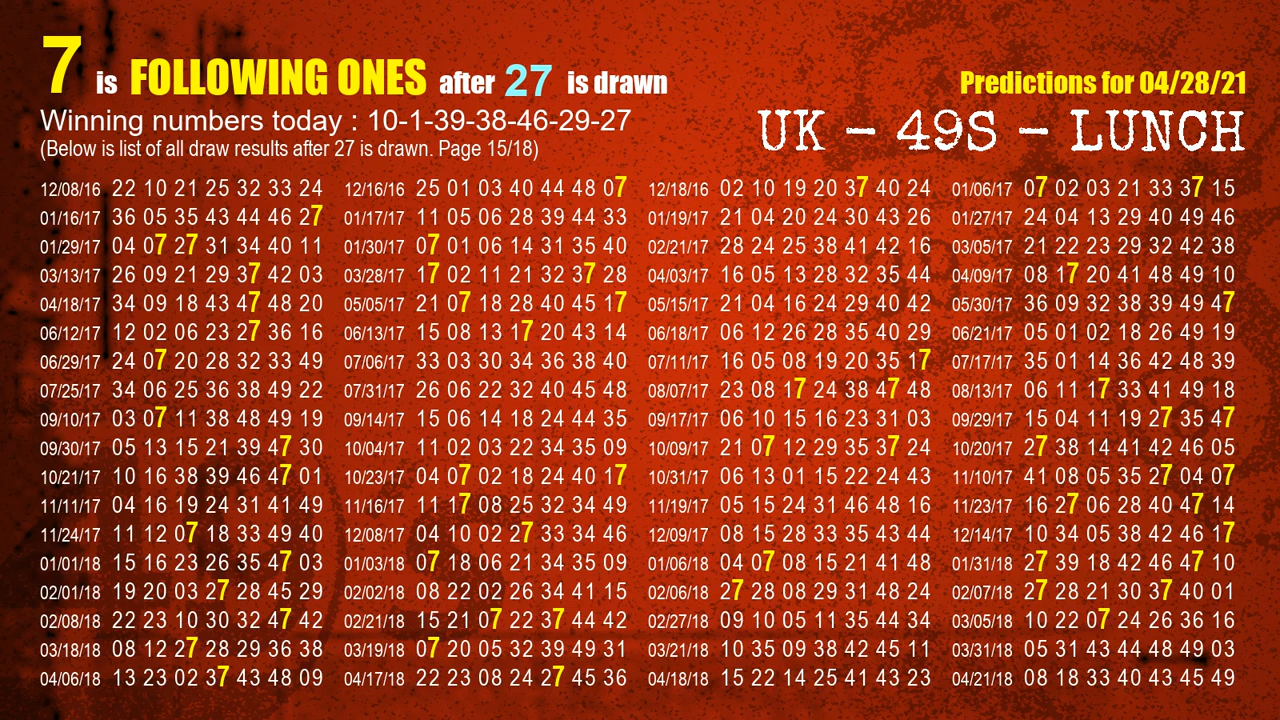 7 is FOLLOWING ONES after 27 is drawn Predictions for 04/28/21
Winning numbers today : 10-1-39-38-46-29-27 UK - 49S - LUNCH
(Below is list of all draw results after 27 is drawn. Page 15/18)
12/08/16 22 10 21 25 32 33 24 12/16/16 25 01 03 40 44 48 07 12/18/16 02 10 19 20 37 40 24 01/06/17 07 02 03 21 33 37 15
01/16/17 36 05 35 43 44 46 27 01/17/17 11 05 06 28 39 44 33 01/19/17 21 04 20 24 30 43 26 01/27/17 24 04 13 29 40 49 46
01/29/17 04 07 27 31 34 40 11 01/30/17 07 01 06 14 31 35 40 02/21/17 28 24 25 38 41 42 16 03/05/17 21 22 23 29 32 42 38
03/13/17 26 09 21 29 37 42 03 03/28/17 17 02 11 21 32 37 28 04/03/17 16 05 13 28 32 35 44 04/09/17 08 17 20 41 48 49 10
04/18/17 34 09 18 43 47 48 20 05/05/17 21 07 18 28 40 45 17 05/15/17 21 04 16 24 29 40 42 05/30/17 36 09 32 38 39 49 47
06/12/17 12 02 06 23 27 36 16 06/13/17 15 08 13 17 20 43 14 06/18/17 06 12 26 28 35 40 29 06/21/17 05 01 02 18 26 49 19
06/29/17 24 07 20 28 32 33 49 07/06/17 33 03 30 34 36 38 40 07/11/17 16 05 08 19 20 35 17 07/17/17 35 01 14 36 42 48 39
07/25/17 34 06 25 36 38 49 22 07/31/17 26 06 22 32 40 45 48 08/07/17 23 08 17 24 38 47 48 08/13/17 06 11 17 33 41 49 18
09/10/17 03 07 11 38 48 49 19 09/14/17 15 06 14 18 24 44 35 09/17/17 06 10 15 16 23 31 03 09/29/17 15 04 11 19 27 35 47
09/30/17 05 13 15 21 39 47 30 10/04/17 11 02 03 22 34 35 09 10/09/17 21 07 12 29 35 37 24 10/20/17 27 38 14 41 42 46 05
10/21/17 10 16 38 39 46 47 01 10/23/17 04 07 02 18 24 40 17 10/31/17 06 13 01 15 22 24 43 11/10/17 41 08 05 35 27 04 07
11/11/17 04 16 19 24 31 41 49 11/16/17 11 17 08 25 32 34 49 11/19/17 05 15 24 31 46 48 16 11/23/17 16 27 06 28 40 47 14
11/24/17 11 12 07 18 33 49 40 12/08/17 04 10 02 27 33 34 46 12/09/17 08 15 28 33 35 43 44 12/14/17 10 34 05 38 42 46 17
01/01/18 15 16 23 26 35 47 03 01/03/18 07 18 06 21 34 35 09 01/06/18 04 07 08 15 21 41 48 01/31/18 27 39 18 42 46 47 10
02/01/18 19 20 03 27 28 45 29 02/02/18 08 22 02 26 34 41 15 02/06/18 27 28 08 29 31 48 24 02/07/18 27 28 21 30 37 40 01
02/08/18 22 23 10 30 32 47 42 02/21/18 15 21 07 22 37 44 42 02/27/18 09 10 05 11 35 44 34 03/05/18 10 22 07 24 26 36 16
03/18/18 08 12 27 28 29 36 38 03/19/18 07 20 05 32 39 49 31 03/21/18 10 35 09 38 42 45 11 03/31/18 05 31 43 44 48 49 03
04/06/18 13 23 02 37 43 48 09 04/17/18 22 23 08 24 27 45 36 04/18/18 15 22 14 25 41 43 23 04/21/18 08 18 33 40 43 45 49